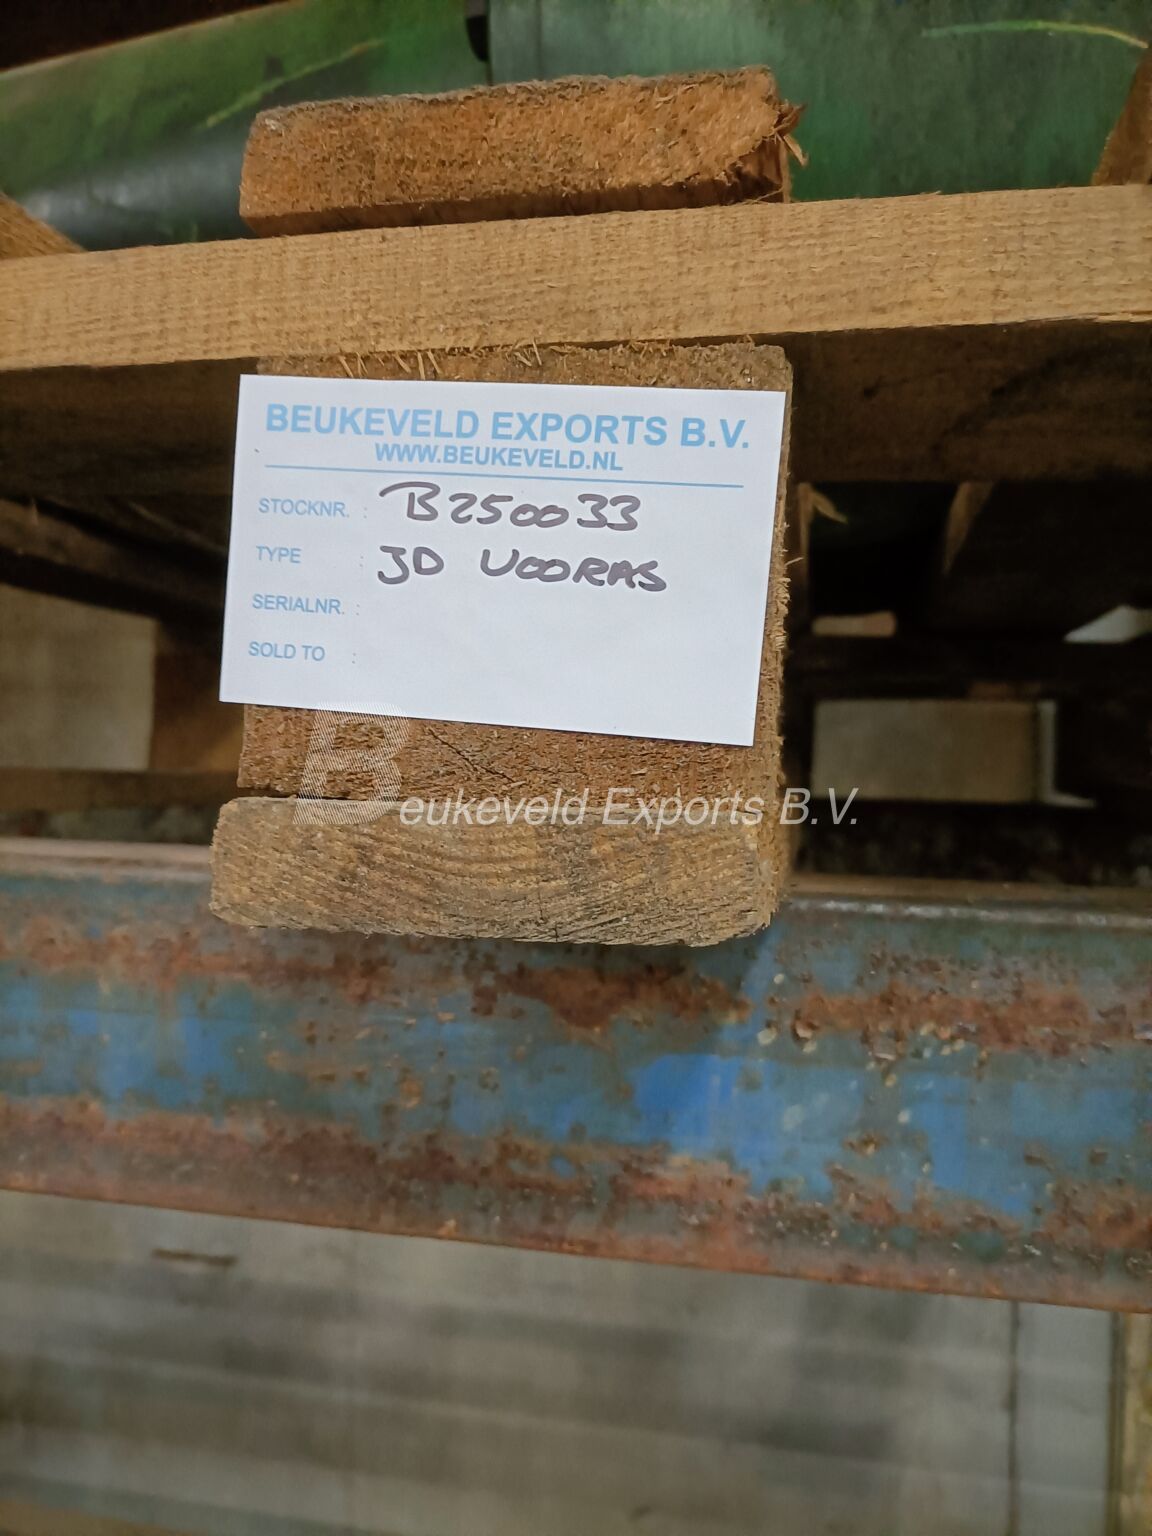 BEUKEVELD EXPORTS B.V.
WWW.BEUKEVELD.NL
STOCKNR. : B250033
TYPE : JD VOORAS
SERIALNR. :
SOLD TO :
Beukeveld Exports B.V.